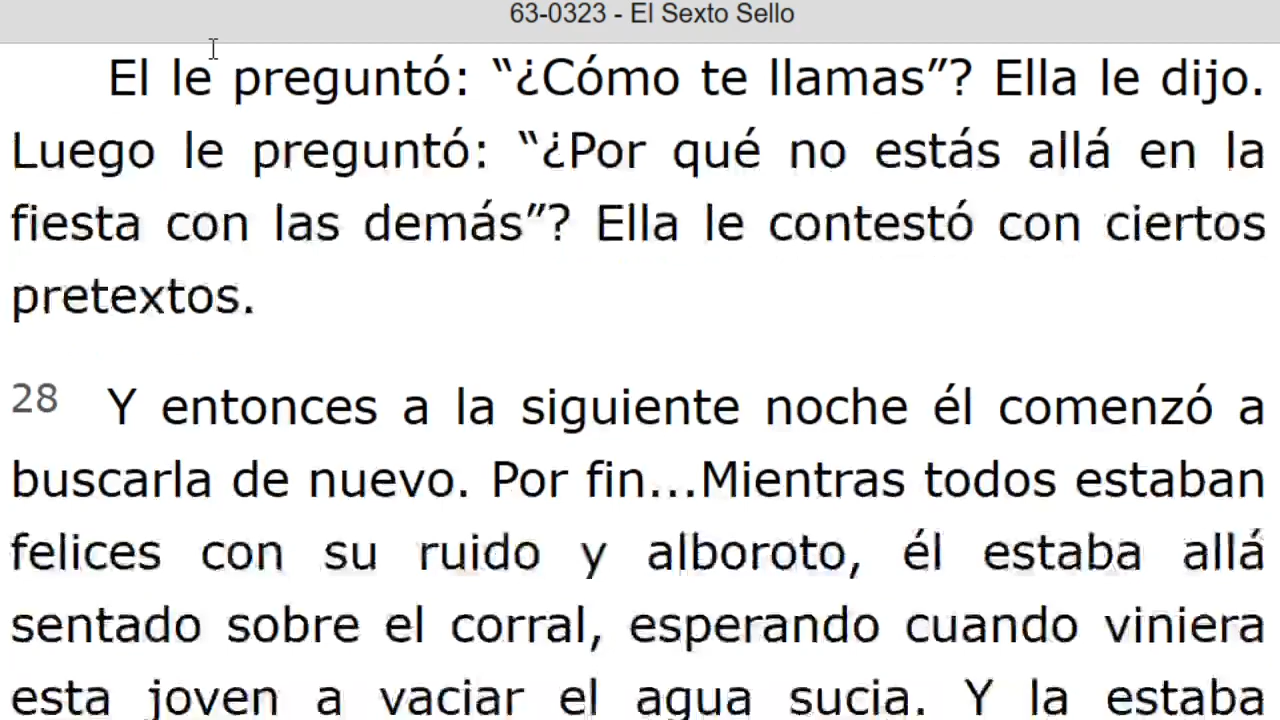 63-0323 - El Sexto Sello
El le preguntó: “¿Cómo te llamas”? Ella le dijo.
Luego le preguntó: “¿Por qué no estás allá en la
fiesta con las demás”? Ella le contestó con ciertos
pretextos.
28 Y entonces a la siguiente noche él comenzó a
buscarla de nuevo. Por fin...Mientras todos estaban
felices con su ruido y alboroto, él estaba allá
sentado sobre el corral, esperando cuando viniera
esta joven a vaciar el agua sucia. Y la estaba